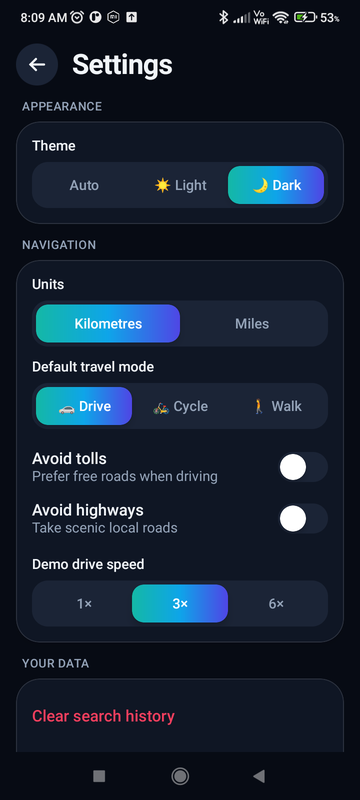 8:09 AM
Vo WiFi
53%
Settings
APPEARANCE
Theme
Auto
Light
Dark
NAVIGATION
Units
Kilometres
Miles
Default travel mode
Drive
Cycle
Walk
Avoid tolls
Prefer free roads when driving
Avoid highways
Take scenic local roads
Demo drive speed
1×
3×
6×
YOUR DATA
Clear search history